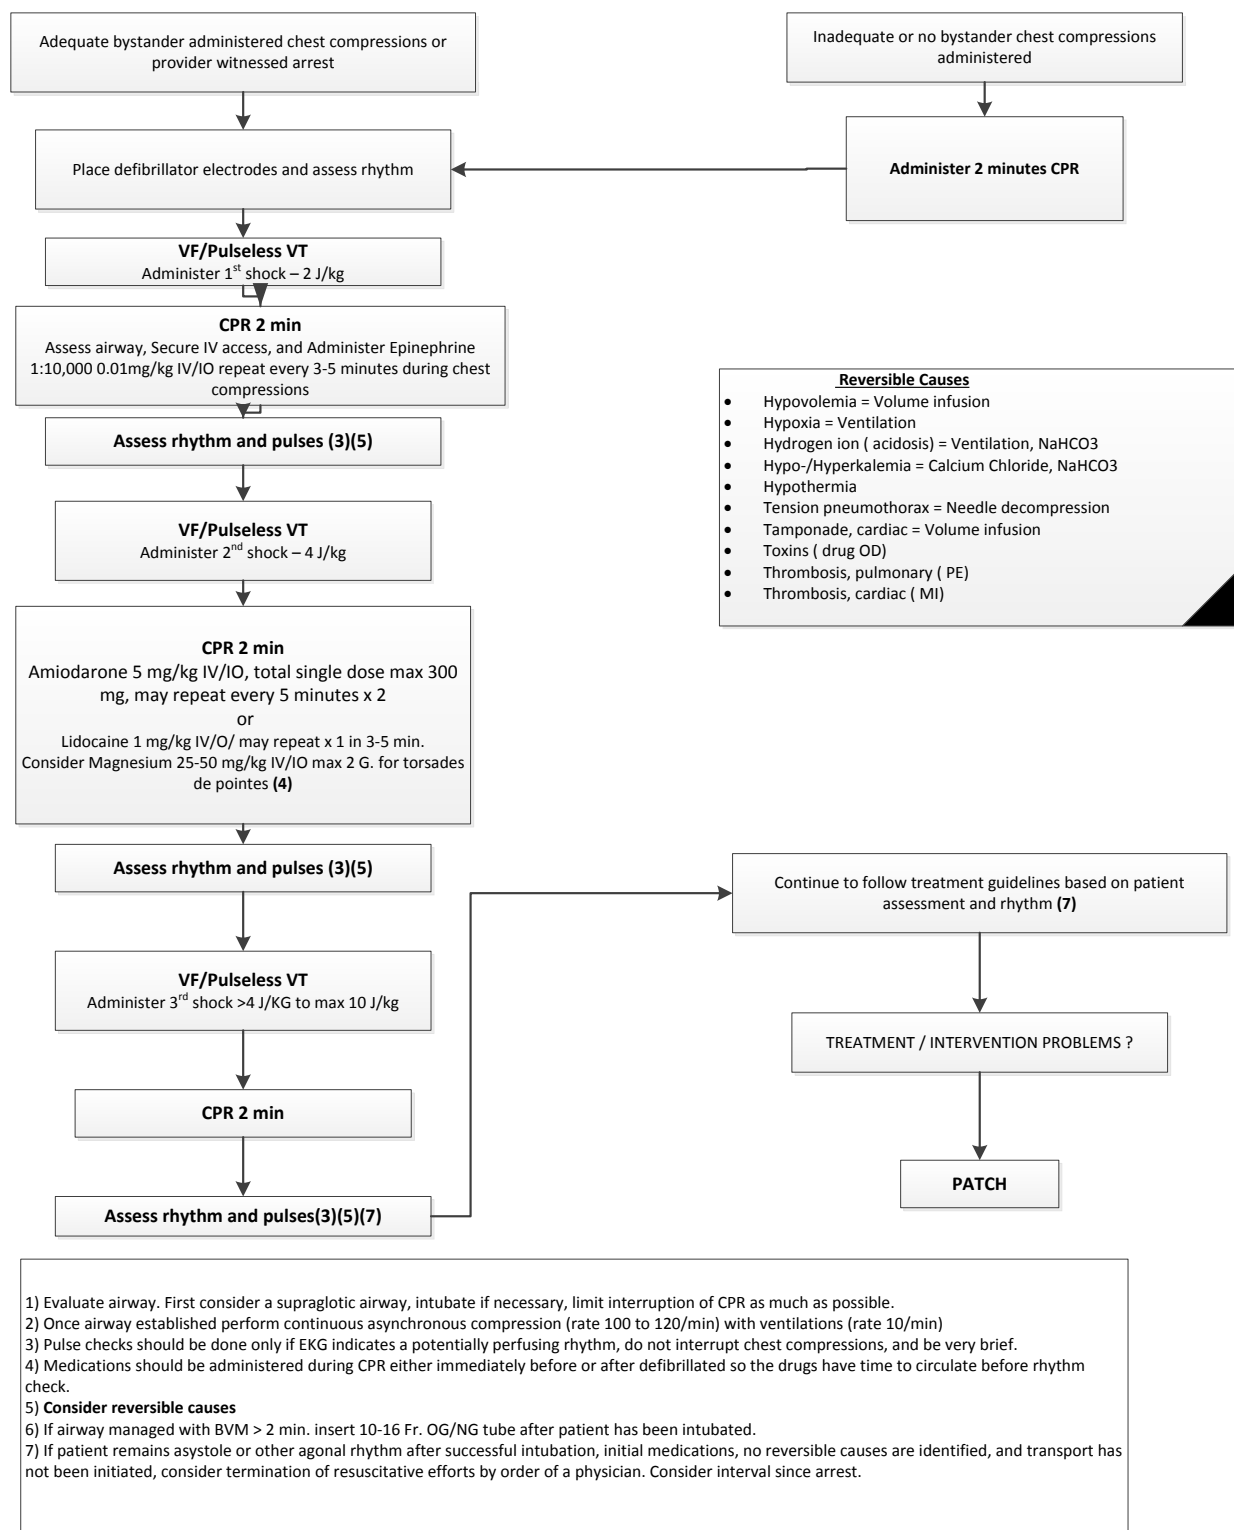 Adequate bystander administered chest compressions or
provider witnessed arrest
Inadequate or no bystander chest compressions
administered
Place defibrillator electrodes and assess rhythm
Administer 2 minutes CPR
VF/Pulseless VT
Administer 1st shock – 2 J/kg
CPR 2 min
Assess airway, Secure IV access, and Administer Epinephrine
1:10,000 0.01mg/kg IV/IO repeat every 3-5 minutes during chest
compressions
Assess rhythm and pulses (3)(5)
VF/Pulseless VT
Administer 2nd shock – 4 J/kg
Reversible Causes
• Hypovolemia = Volume infusion
• Hypoxia = Ventilation
• Hydrogen ion ( acidosis) = Ventilation, NaHCO3
• Hypo-/Hyperkalemia = Calcium Chloride, NaHCO3
• Hypothermia
• Tension pneumothorax = Needle decompression
• Tamponade, cardiac = Volume infusion
• Toxins ( drug OD)
• Thrombosis, pulmonary ( PE)
• Thrombosis, cardiac ( MI)
CPR 2 min
Amiodarone 5 mg/kg IV/IO, total single dose max 300
mg, may repeat every 5 minutes x 2
or
Lidocaine 1 mg/kg IV/O/ may repeat x 1 in 3-5 min.
Consider Magnesium 25-50 mg/kg IV/IO max 2 G. for torsades
de pointes (4)
Assess rhythm and pulses (3)(5)
VF/Pulseless VT
Administer 3rd shock >4 J/KG to max 10 J/kg
CPR 2 min
Assess rhythm and pulses(3)(5)(7)
Continue to follow treatment guidelines based on patient
assessment and rhythm (7)
TREATMENT / INTERVENTION PROBLEMS ?
PATCH
1) Evaluate airway. First consider a supraglotic airway, intubate if necessary, limit interruption of CPR as much as possible.
2) Once airway established perform continuous asynchronous compression (rate 100 to 120/min) with ventilations (rate 10/min)
3) Pulse checks should be done only if EKG indicates a potentially perfusing rhythm, do not interrupt chest compressions, and be very brief.
4) Medications should be administered during CPR either immediately before or after defibrillated so the drugs have time to circulate before rhythm
check.
5) Consider reversible causes
6) If airway managed with BVM > 2 min. insert 10-16 Fr. OG/NG tube after patient has been intubated.
7) If patient remains asystole or other agonal rhythm after successful intubation, initial medications, no reversible causes are identified, and transport has
not been initiated, consider termination of resuscitative efforts by order of a physician. Consider interval since arrest.